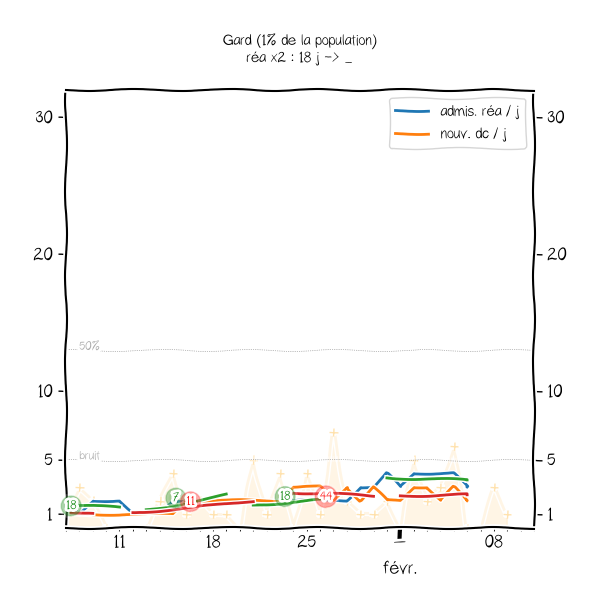 Gard (1% de la population)
réa x2 : 18 j -> _
admis. réa / j
nouv. dc / j
30 30
20 20
50%
10 10
bruit
5 5
18 7 11 18 44
1 1
11 18 25 1 08
févr.